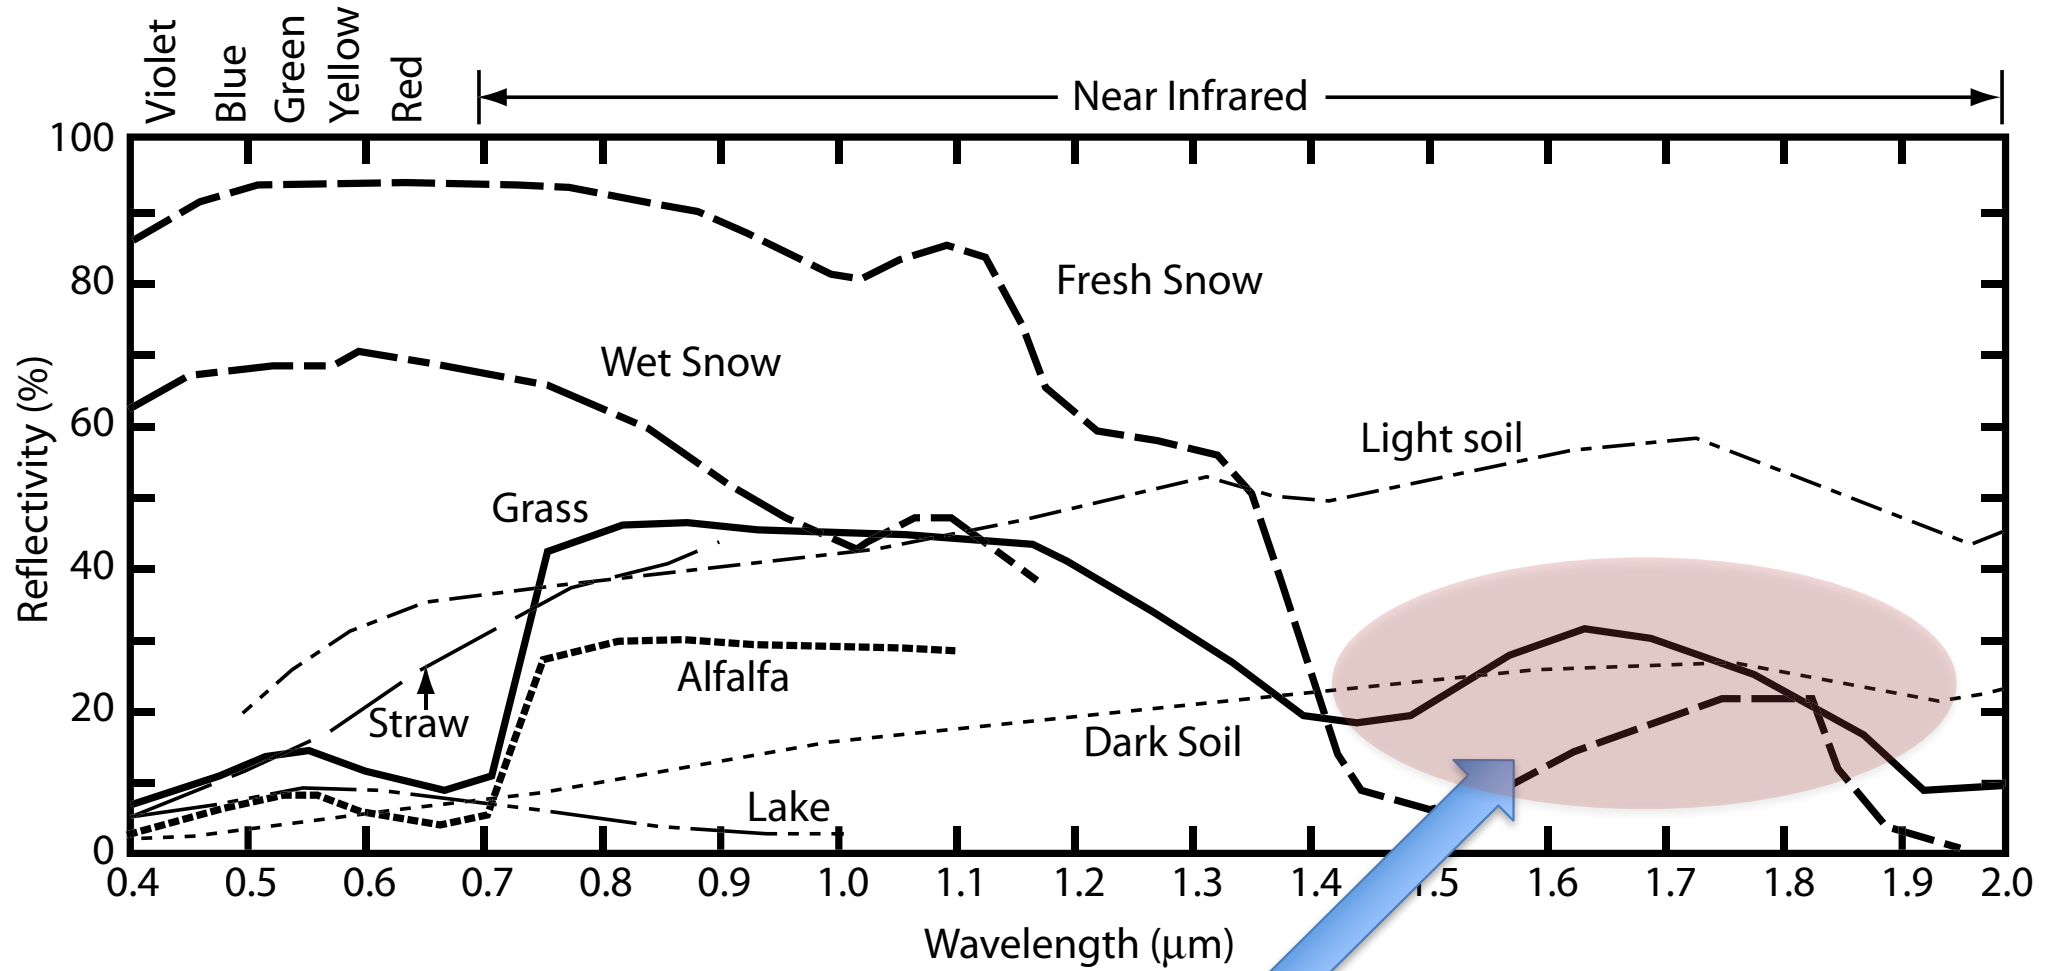 Violet
Blue
Green
Yellow
Red
Near Infrared
100
80
60
40
20
0
Reflectivity (%)
Fresh Snow
Wet Snow
Light soil
Grass
Alfalfa
Straw
Dark Soil
Lake
0.4 0.5 0.6 0.7 0.8 0.9 1.0 1.1 1.2 1.3 1.4 1.5 1.6 1.7 1.8 1.9 2.0
Wavelength (μm)